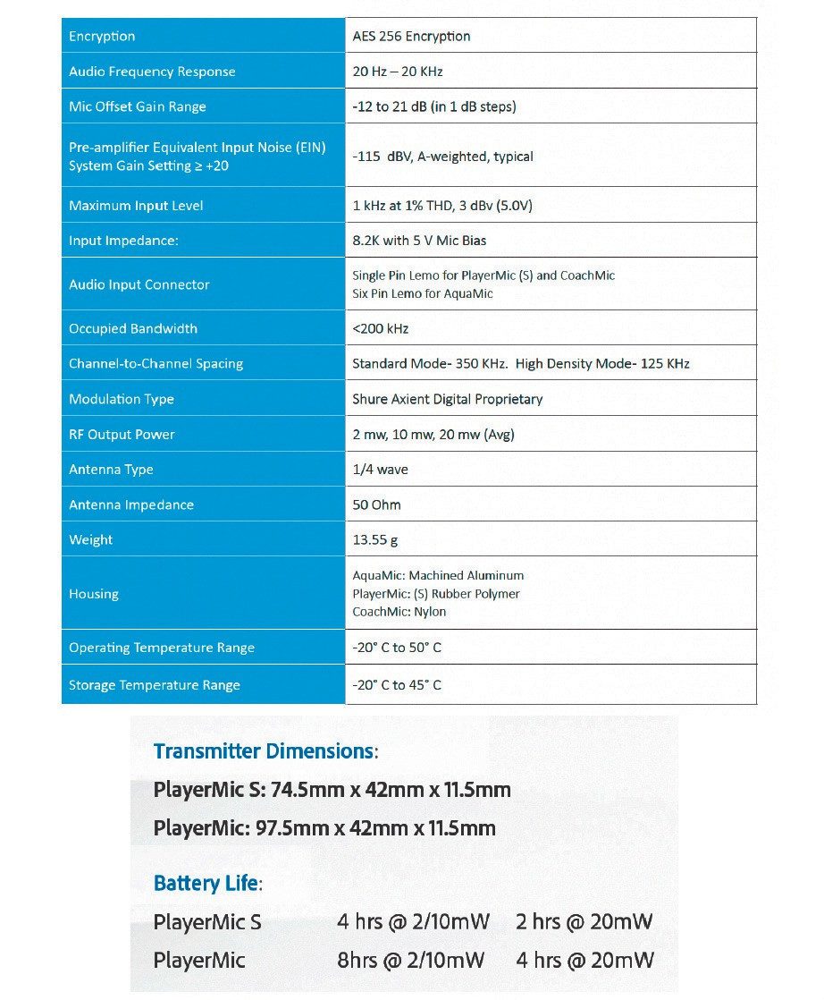 Encryption AES 256 Encryption
Audio Frequency Response 20 Hz – 20 KHz
Mic Offset Gain Range -12 to 21 dB (in 1 dB steps)
Pre-amplifier Equivalent Input Noise (EIN)
System Gain Setting ≥ +20 -115 dBV, A-weighted, typical
Maximum Input Level 1 kHz at 1% THD, 3 dBv (5.0V)
Input Impedance: 8.2K with 5 V Mic Bias
Audio Input Connector Single Pin Lemo for PlayerMic (S) and CoachMic
Six Pin Lemo for AquaMic
Occupied Bandwidth <200 kHz
Channel-to-Channel Spacing Standard Mode- 350 KHz. High Density Mode- 125 KHz
Modulation Type Shure Axient Digital Proprietary
RF Output Power 2 mw, 10 mw, 20 mw (Avg)
Antenna Type 1/4 wave
Antenna Impedance 50 Ohm
Weight 13.55 g
Housing AquaMic: Machined Aluminum
PlayerMic: (S) Rubber Polymer
CoachMic: Nylon
Operating Temperature Range -20° C to 50° C
Storage Temperature Range -20° C to 45° C
Transmitter Dimensions:
PlayerMic S: 74.5mm x 42mm x 11.5mm
PlayerMic: 97.5mm x 42mm x 11.5mm
Battery Life:
PlayerMic S 4 hrs @ 2/10mW 2 hrs @ 20mW
PlayerMic 8hrs @ 2/10mW 4 hrs @ 20mW